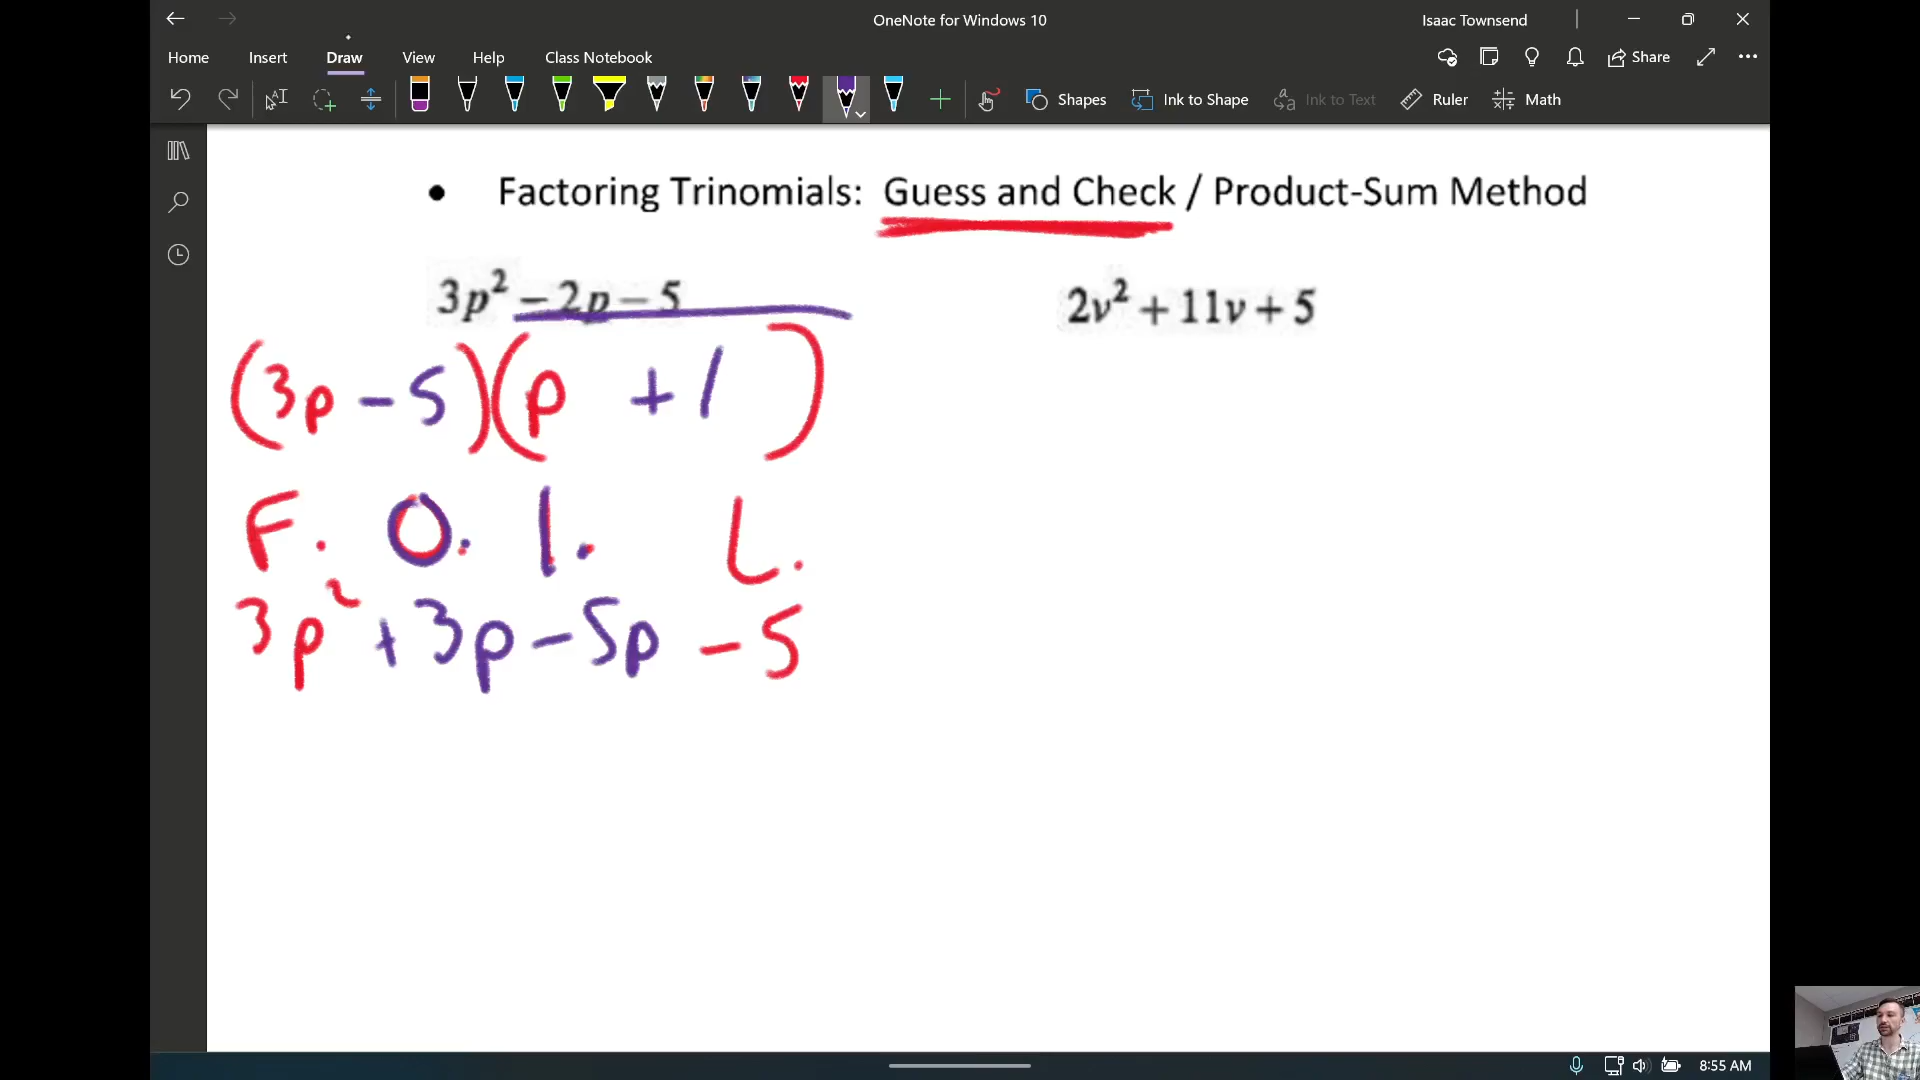 OneNote for Windows 10
Isaac Townsend
Home Insert Draw View Help Class Notebook
Share
Shapes Ink to Shape Ink to Text Ruler Math
• Factoring Trinomials: Guess and Check / Product-Sum Method
3p² − 2p − 5
2v² + 11v + 5
(3p − 5)(p + 1)
F. O. I. L.
3p² + 3p − 5p − 5
8:55 AM